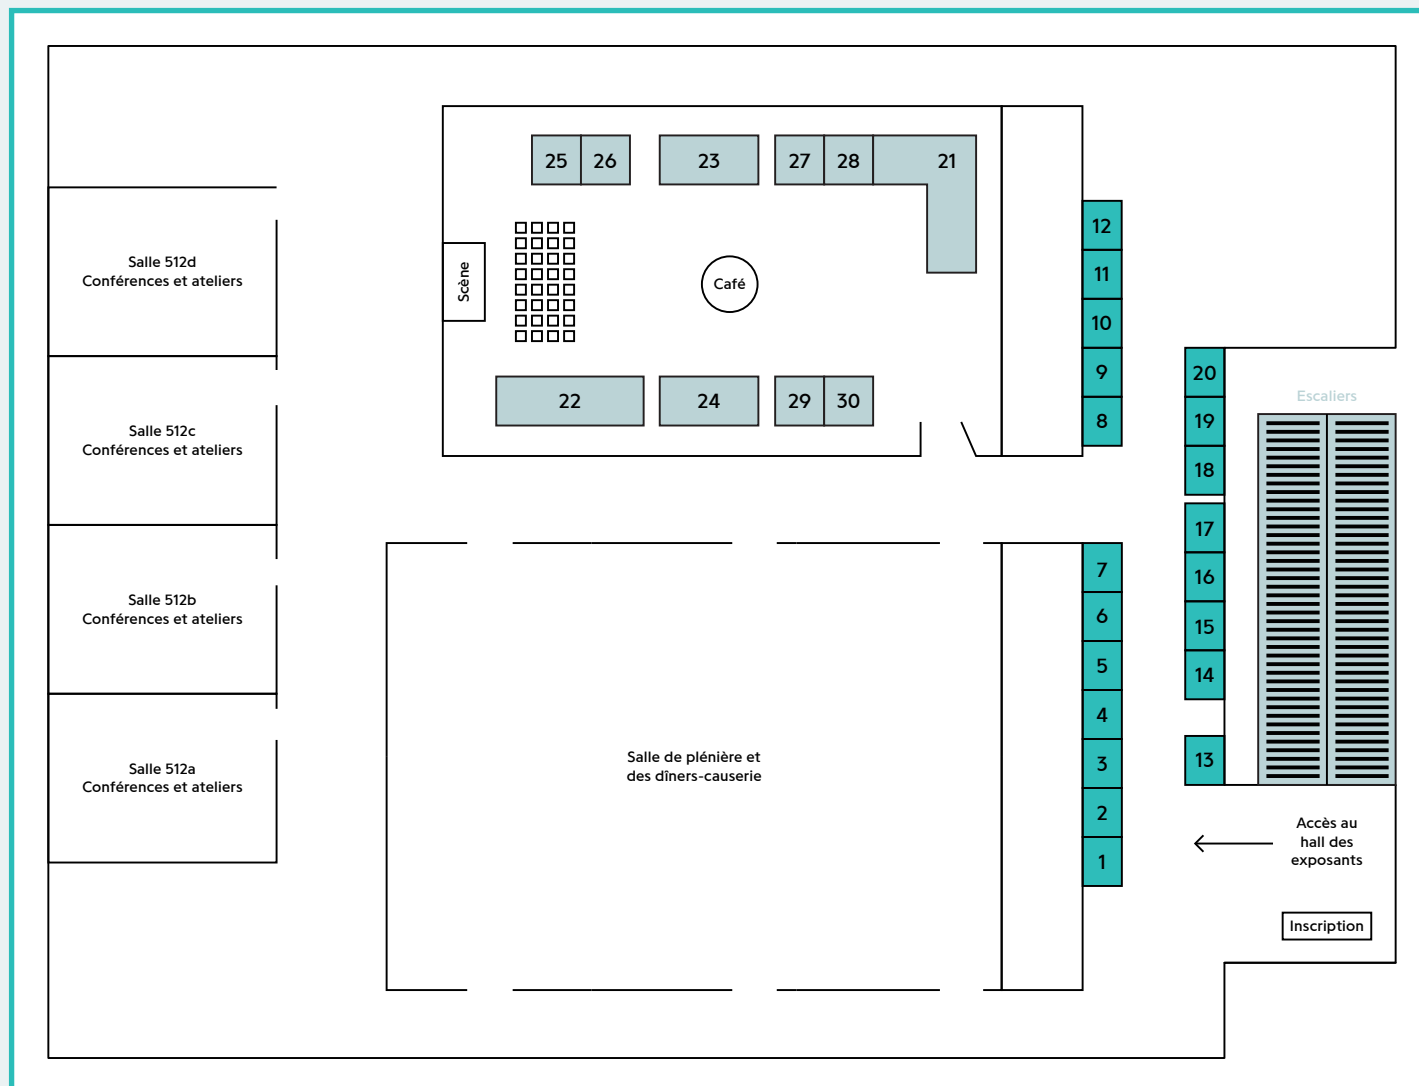 25 26 23 27 28 21
12
11
10
9
8
Salle 512d
Conférences et ateliers
Scène
Café
22 24 29 30
20
19
18
17
16
15
14
13
Escaliers
Salle 512c
Conférences et ateliers
Salle 512b
Conférences et ateliers
Salle 512a
Conférences et ateliers
Salle de plénière et
des dîners-causerie
7
6
5
4
3
2
1
Accès au
hall des
exposants
Inscription